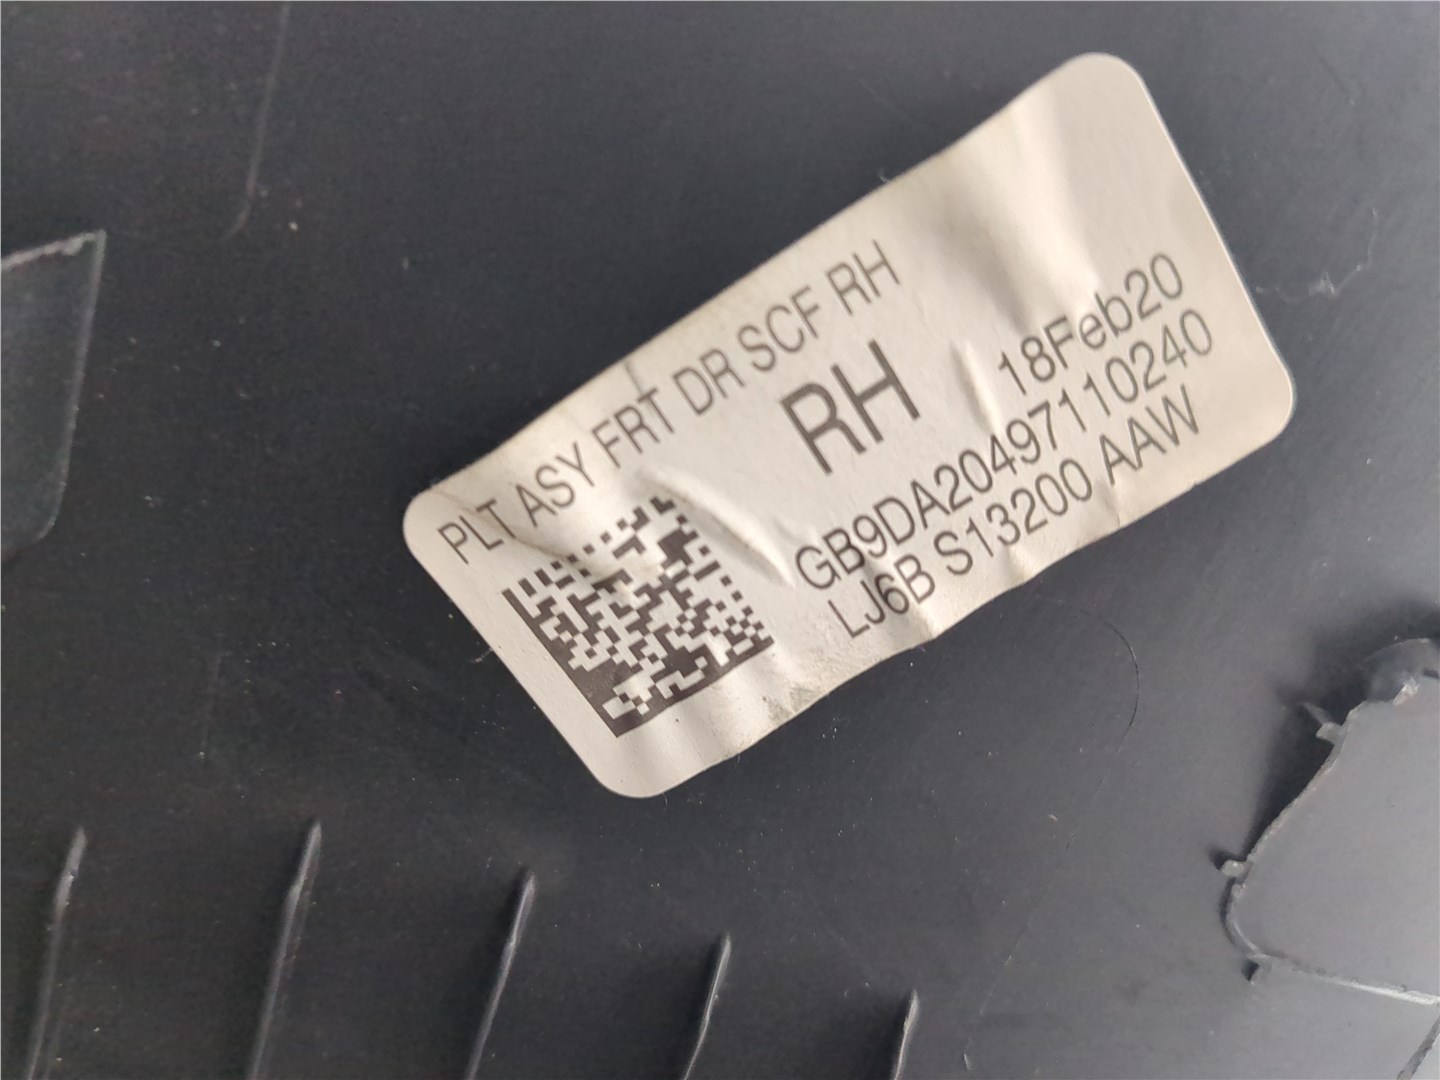 PLT ASY FRT DR SCF RH
RH
18Feb20
GB9DA20497110240
LJ6B S13200 AAW